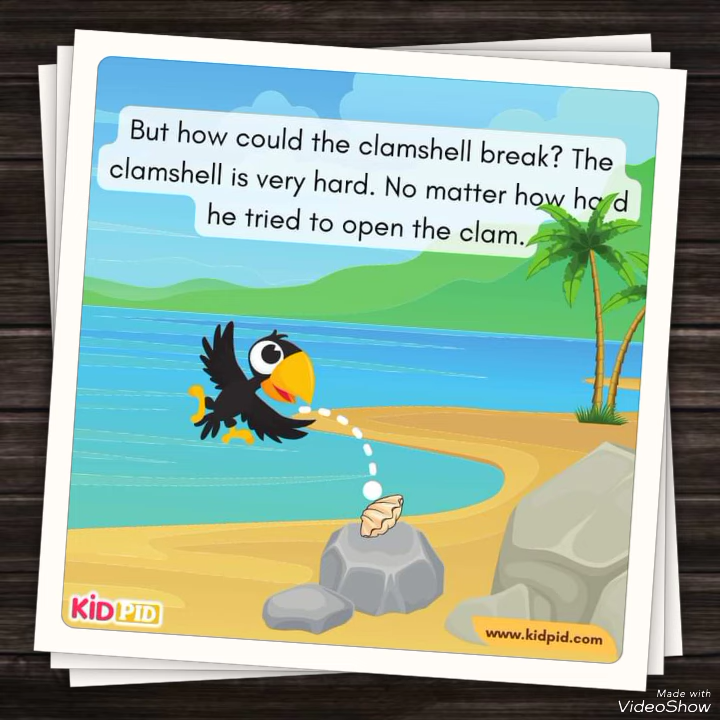 But how could the clamshell break? The
clamshell is very hard. No matter how hard
he tried to open the clam.
KiDPID
www.kidpid.com
Made with
VideoShow